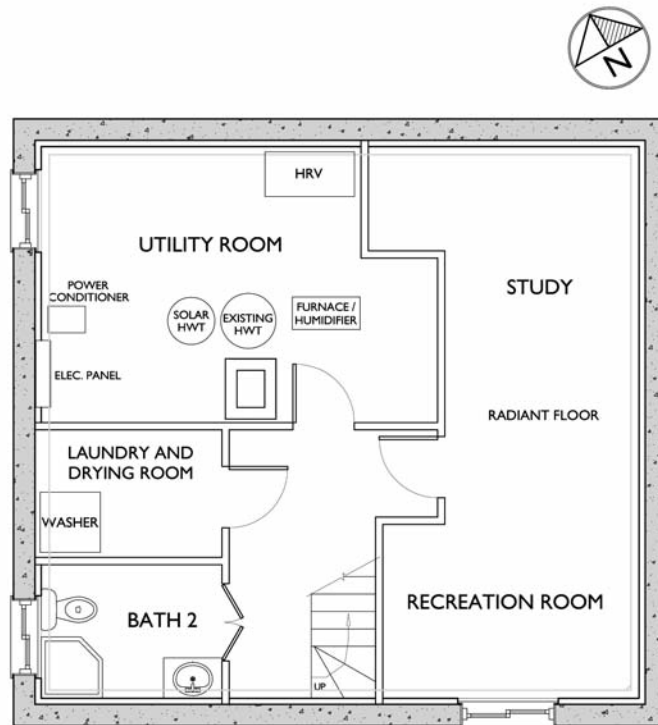 N
HRV
UTILITY ROOM
STUDY
POWER
CONDITIONER
SOLAR
HWT
EXISTING
HWT
FURNACE /
HUMIDIFIER
ELEC. PANEL
RADIANT FLOOR
LAUNDRY AND
DRYING ROOM
WASHER
RECREATION ROOM
BATH 2
UP